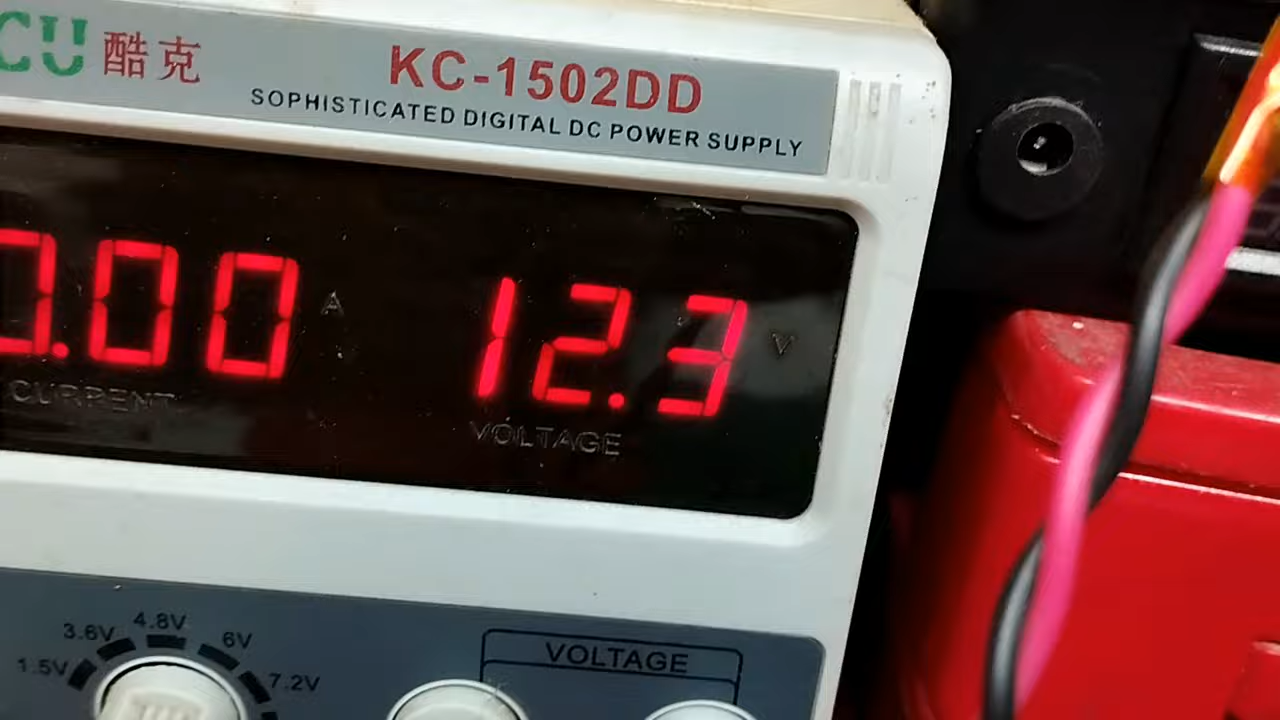 CU 酷克
KC-1502DD
SOPHISTICATED DIGITAL DC POWER SUPPLY
0.00 A
12.3 V
CURRENT
VOLTAGE
1.5V
3.6V
4.8V
6V
7.2V
VOLTAGE